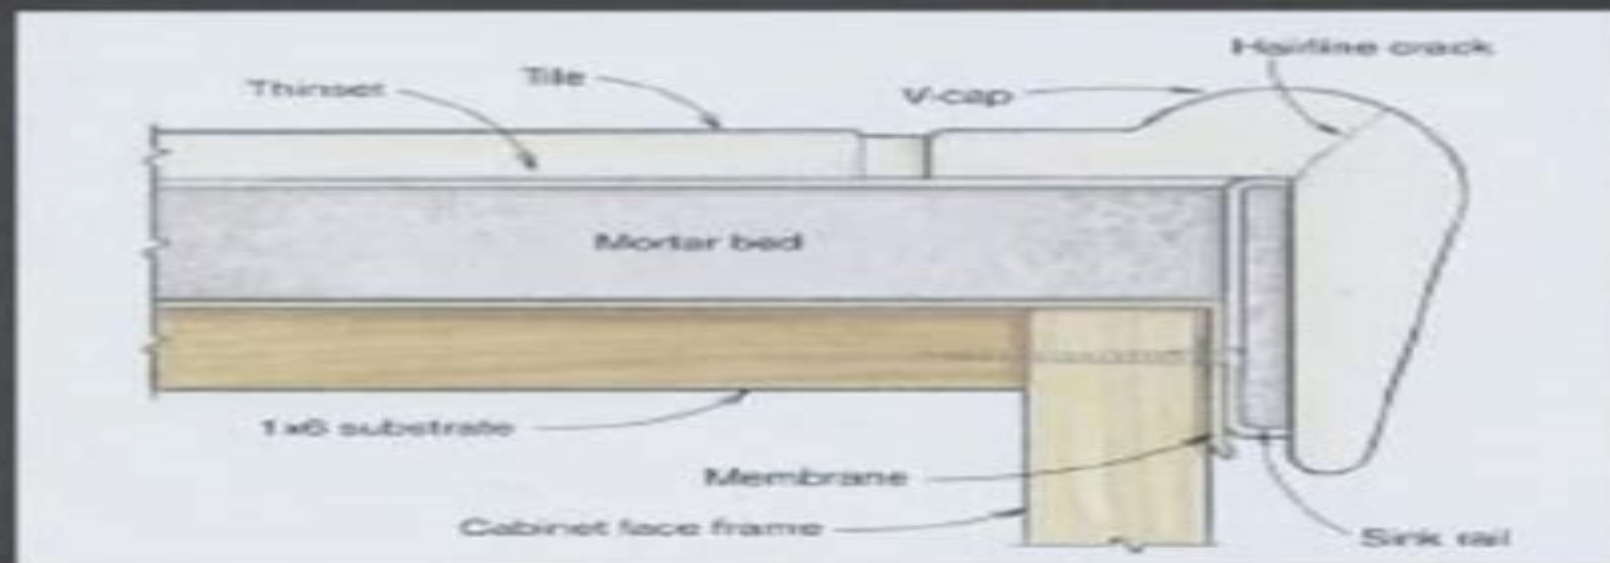 Hairline crack
Tile
Thinset
V-cap
Mortar bed
1x6 substrate
Membrane
Cabinet face frame
Sink rail